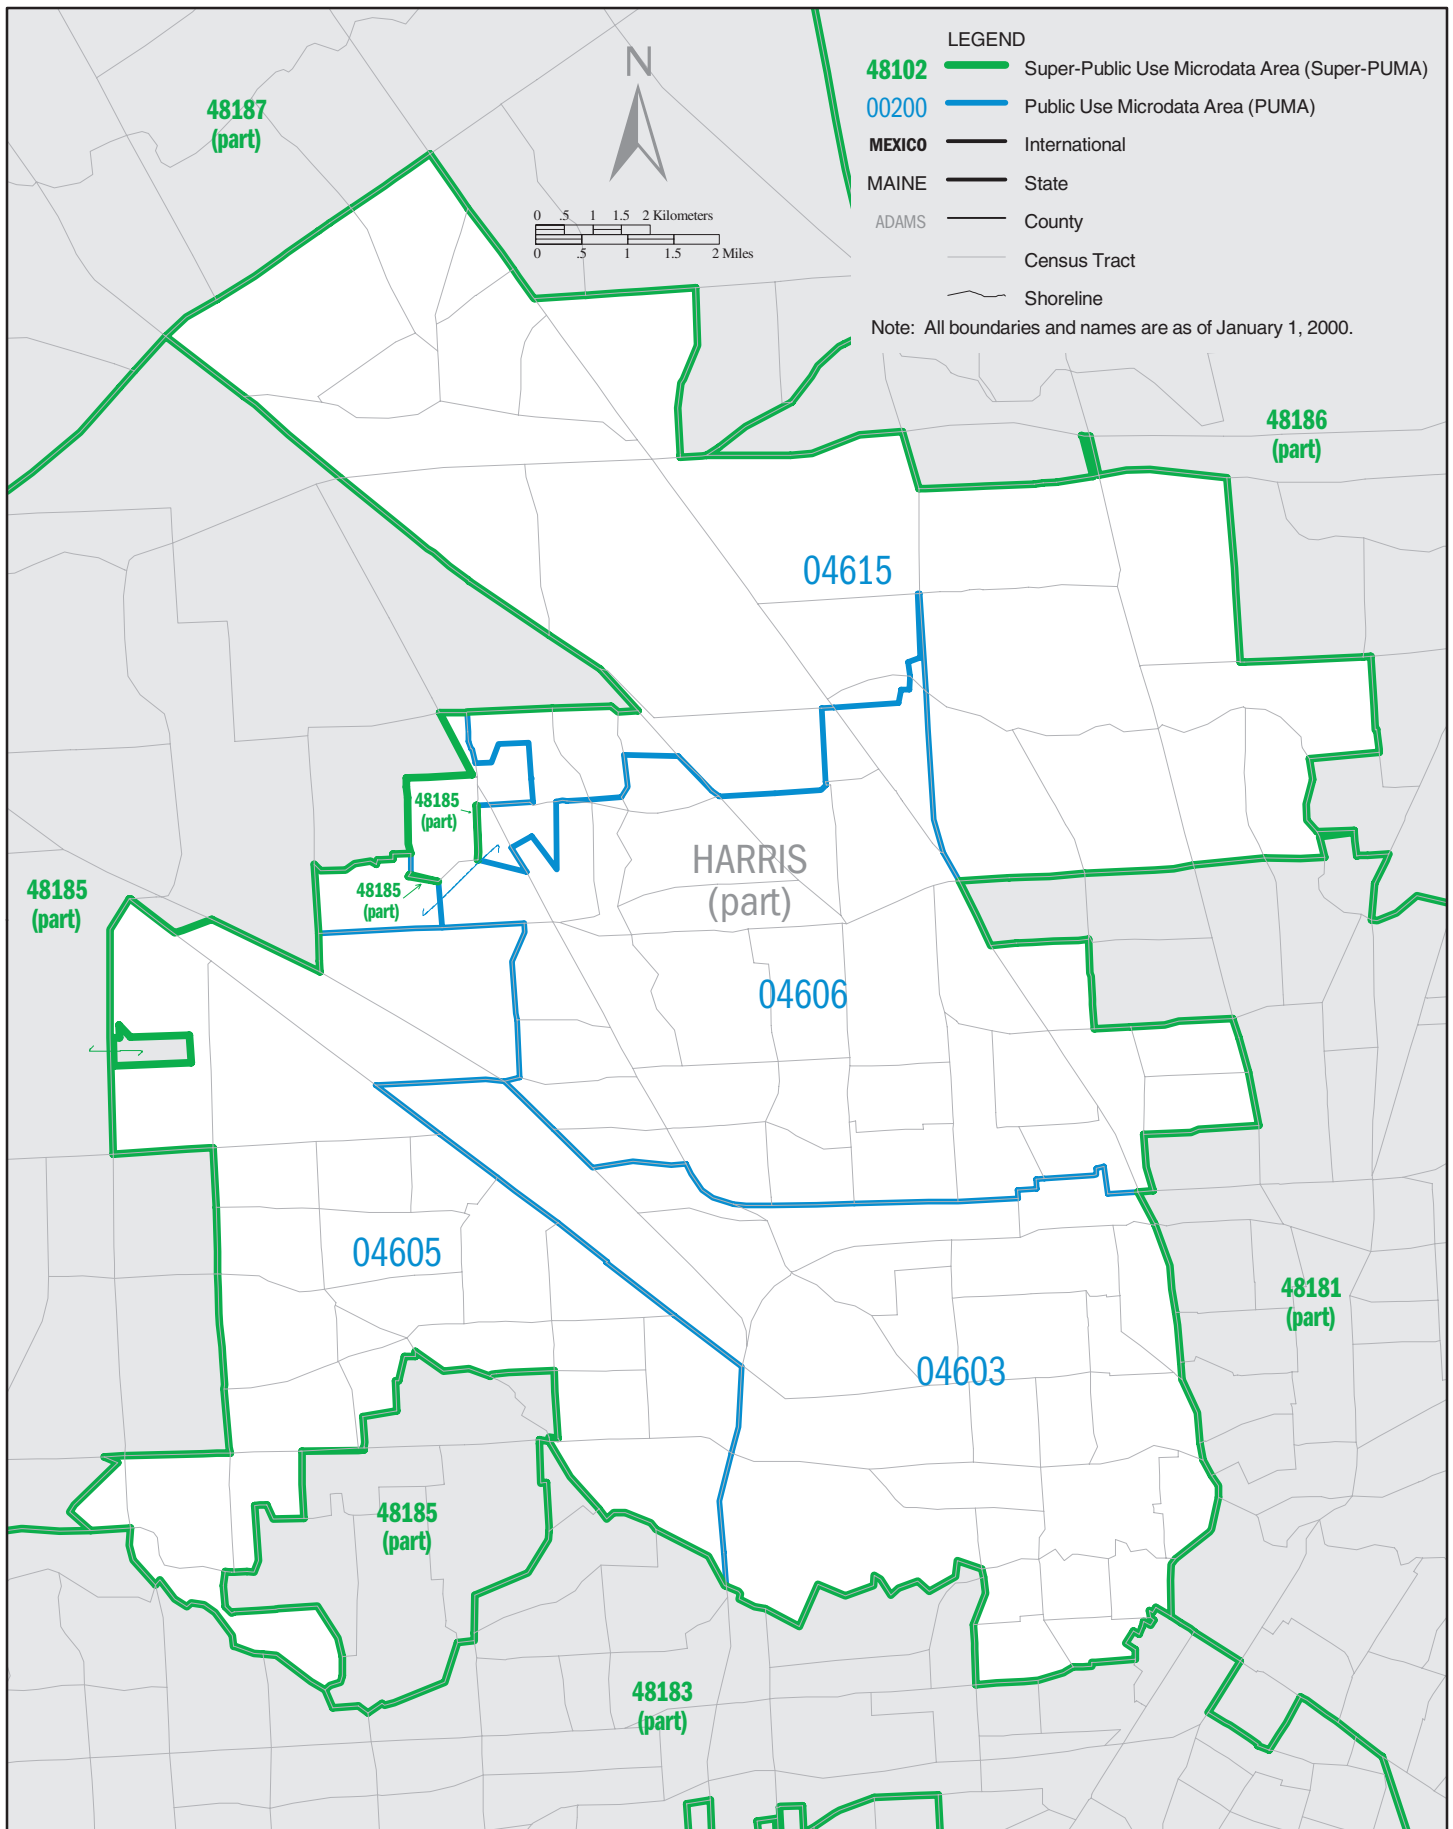 LEGEND
48102 Super-Public Use Microdata Area (Super-PUMA)
00200 Public Use Microdata Area (PUMA)
MEXICO International
MAINE State
ADAMS County
Census Tract
Shoreline
Note: All boundaries and names are as of January 1, 2000.
N
0 .5 1 1.5 2 Kilometers
0 .5 1 1.5 2 Miles
48187
(part)
48186
(part)
04615
48185
(part)
HARRIS
(part)
48185
(part)
48185
(part)
04606
04605
48181
(part)
04603
48185
(part)
48183
(part)